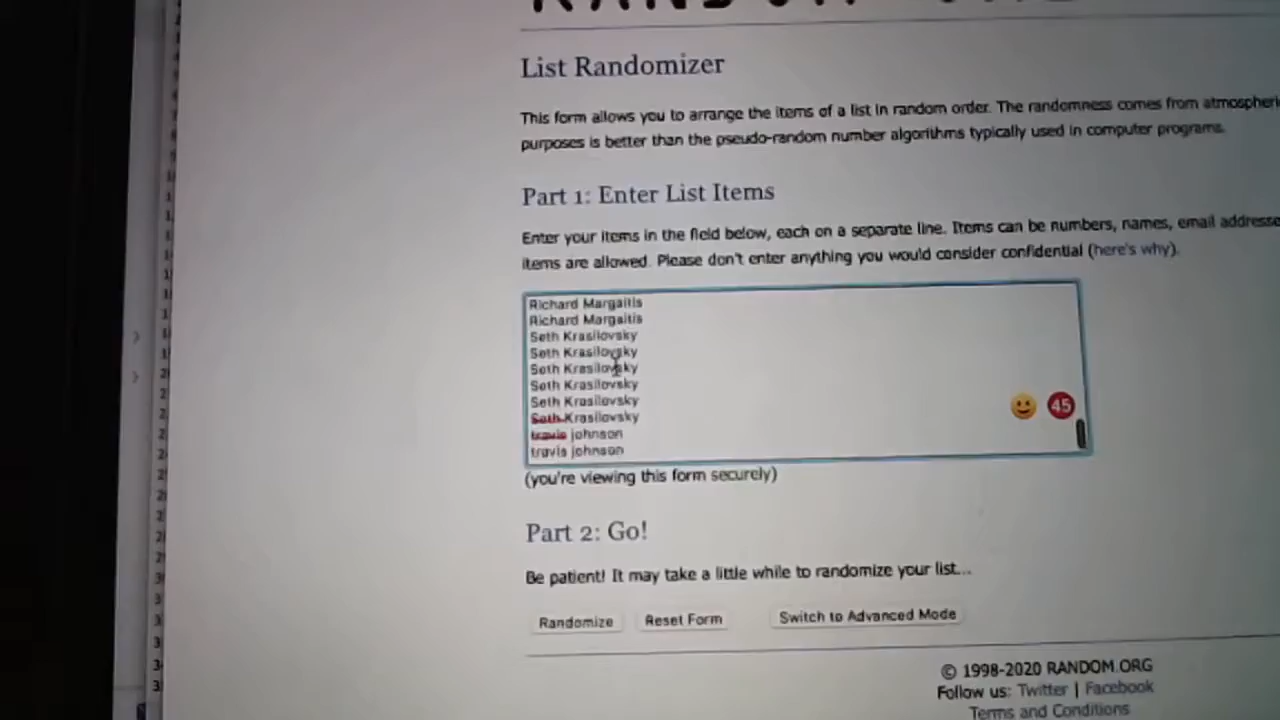 List Randomizer
This form allows you to arrange the items of a list in random order. The randomness comes from
purposes is better than the pseudo-random number algorithms typically used in computer programs.
Part 1: Enter List Items
Enter your items in the field below, each on a separate line. Items can be numbers, names, email
items are allowed. Please don't enter anything you would consider confidential (here's why).
Richard Margaitis
Richard Margaitis
Seth Krasilovsky
Seth Krasilovsky
Seth Krasilovsky
Seth Krasilovsky
Seth Krasilovsky
Seth Krasilovsky
travis johnson
travis johnson
45
(you're viewing this form securely)
Part 2: Go!
Be patient! It may take a little while to randomize your list...
Randomize Reset Form Switch to Advanced Mode
© 1998-2020 RANDOM.ORG
Follow us: Twitter | Facebook
Terms and Conditions